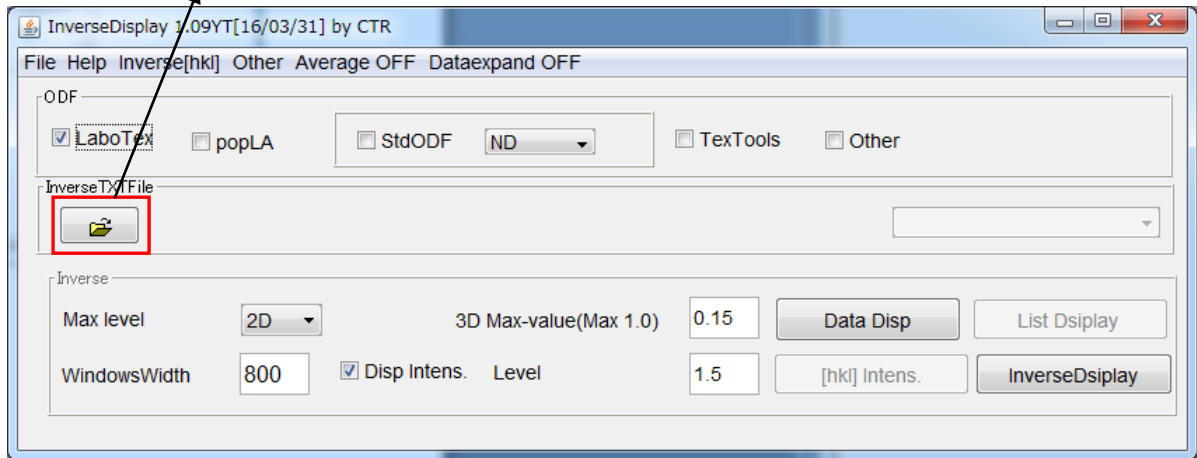 InverseDisplay 1.09YT[16/03/31] by CTR
File Help Inverse[hkl] Other Average OFF Dataexpand OFF
ODF
LaboTex popLA StdODF ND TexTools Other
InverseTXTFile
Inverse
Max level 2D 3D Max-value(Max 1.0) 0.15 Data Disp List Dsiplay
WindowsWidth 800 Disp Intens. Level 1.5 [hkl] Intens. InverseDsiplay